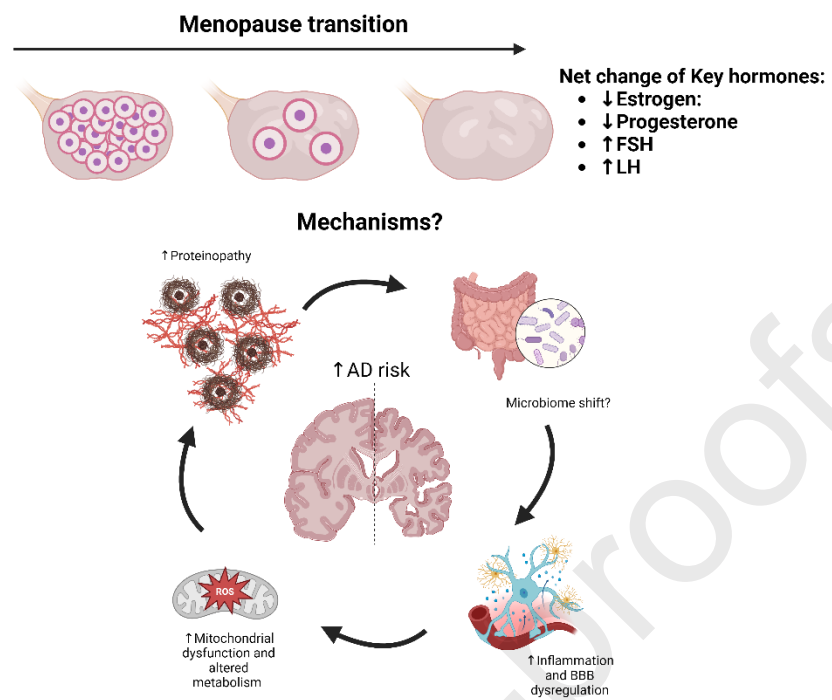 Menopause transition
Net change of Key hormones:
• ↓Estrogen:
• ↓Progesterone
• ↑FSH
• ↑LH
Mechanisms?
↑Proteinopathy
↑AD risk
Microbiome shift?
ROS
↑Mitochondrial
dysfunction and
altered
metabolism
↑Inflammation
and BBB
dysregulation
proofs